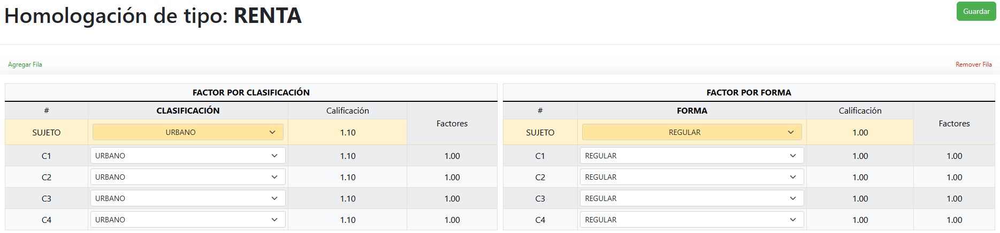 Homologación de tipo: RENTA
Guardar
Agregar Fila
Remover Fila
FACTOR POR CLASIFICACIÓN
# CLASIFICACIÓN Calificación Factores
SUJETO URBANO 1.10
C1 URBANO 1.10 1.00
C2 URBANO 1.10 1.00
C3 URBANO 1.10 1.00
C4 URBANO 1.10 1.00
FACTOR POR FORMA
# FORMA Calificación Factores
SUJETO REGULAR 1.00
C1 REGULAR 1.00 1.00
C2 REGULAR 1.00 1.00
C3 REGULAR 1.00 1.00
C4 REGULAR 1.00 1.00